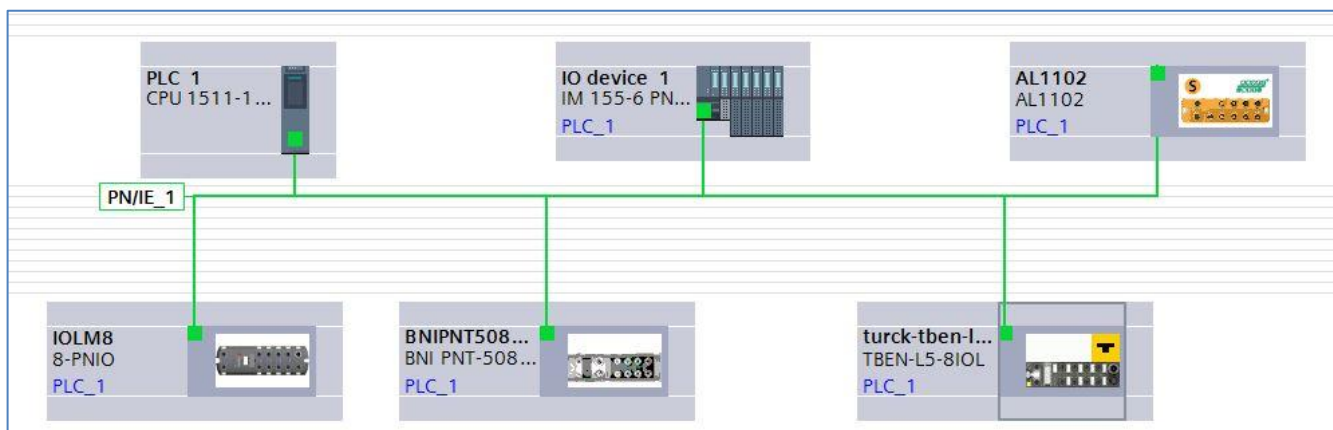 PLC_1
CPU 1511-1...
IO device_1
IM 155-6 PN...
PLC_1
AL1102
AL1102
PLC_1
S
PN/IE_1
IOLM8
8-PNIO
PLC_1
BNIPNT508...
BNI PNT-508...
PLC_1
turck-tben-l...
TBEN-L5-8IOL
PLC_1